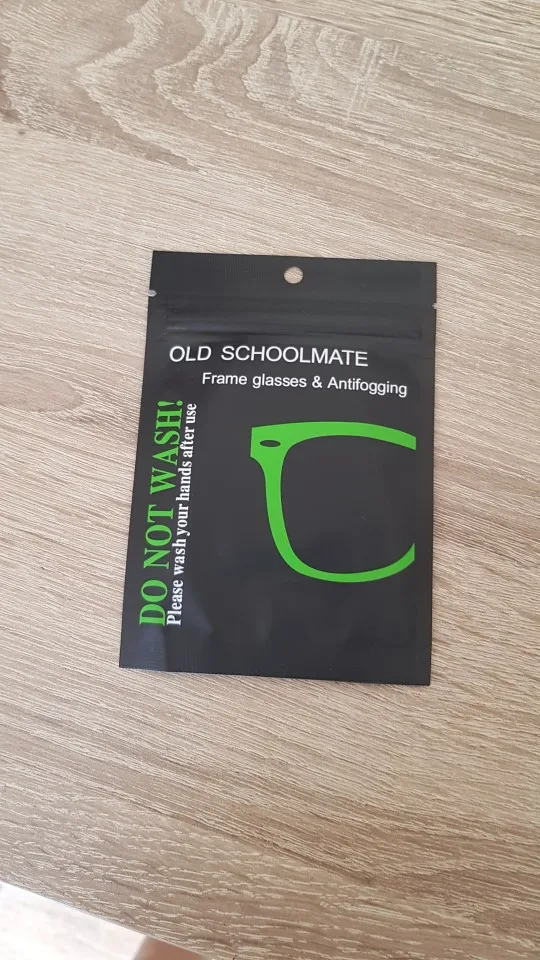 OLD SCHOOLMATE
Frame glasses & Antifogging
DO NOT WASH!
Please wash your hands after use